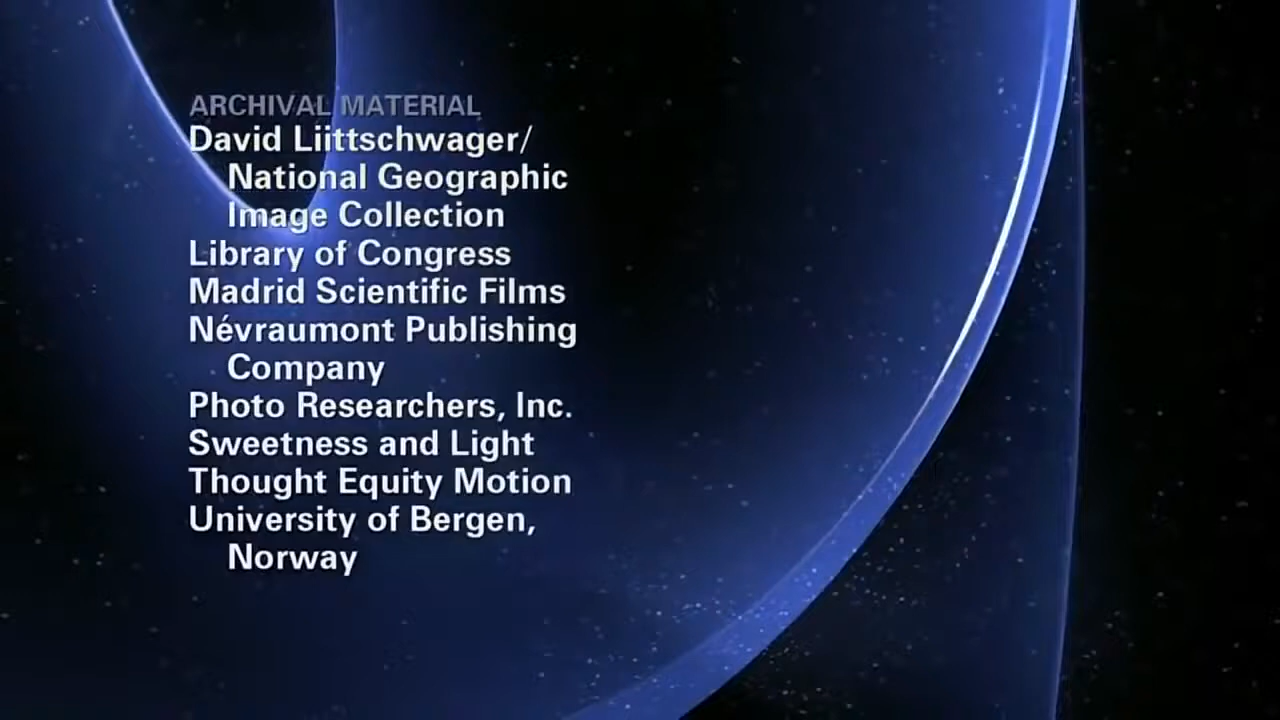 ARCHIVAL MATERIAL
David Liittschwager/
National Geographic
Image Collection
Library of Congress
Madrid Scientific Films
Névraumont Publishing
Company
Photo Researchers, Inc.
Sweetness and Light
Thought Equity Motion
University of Bergen,
Norway